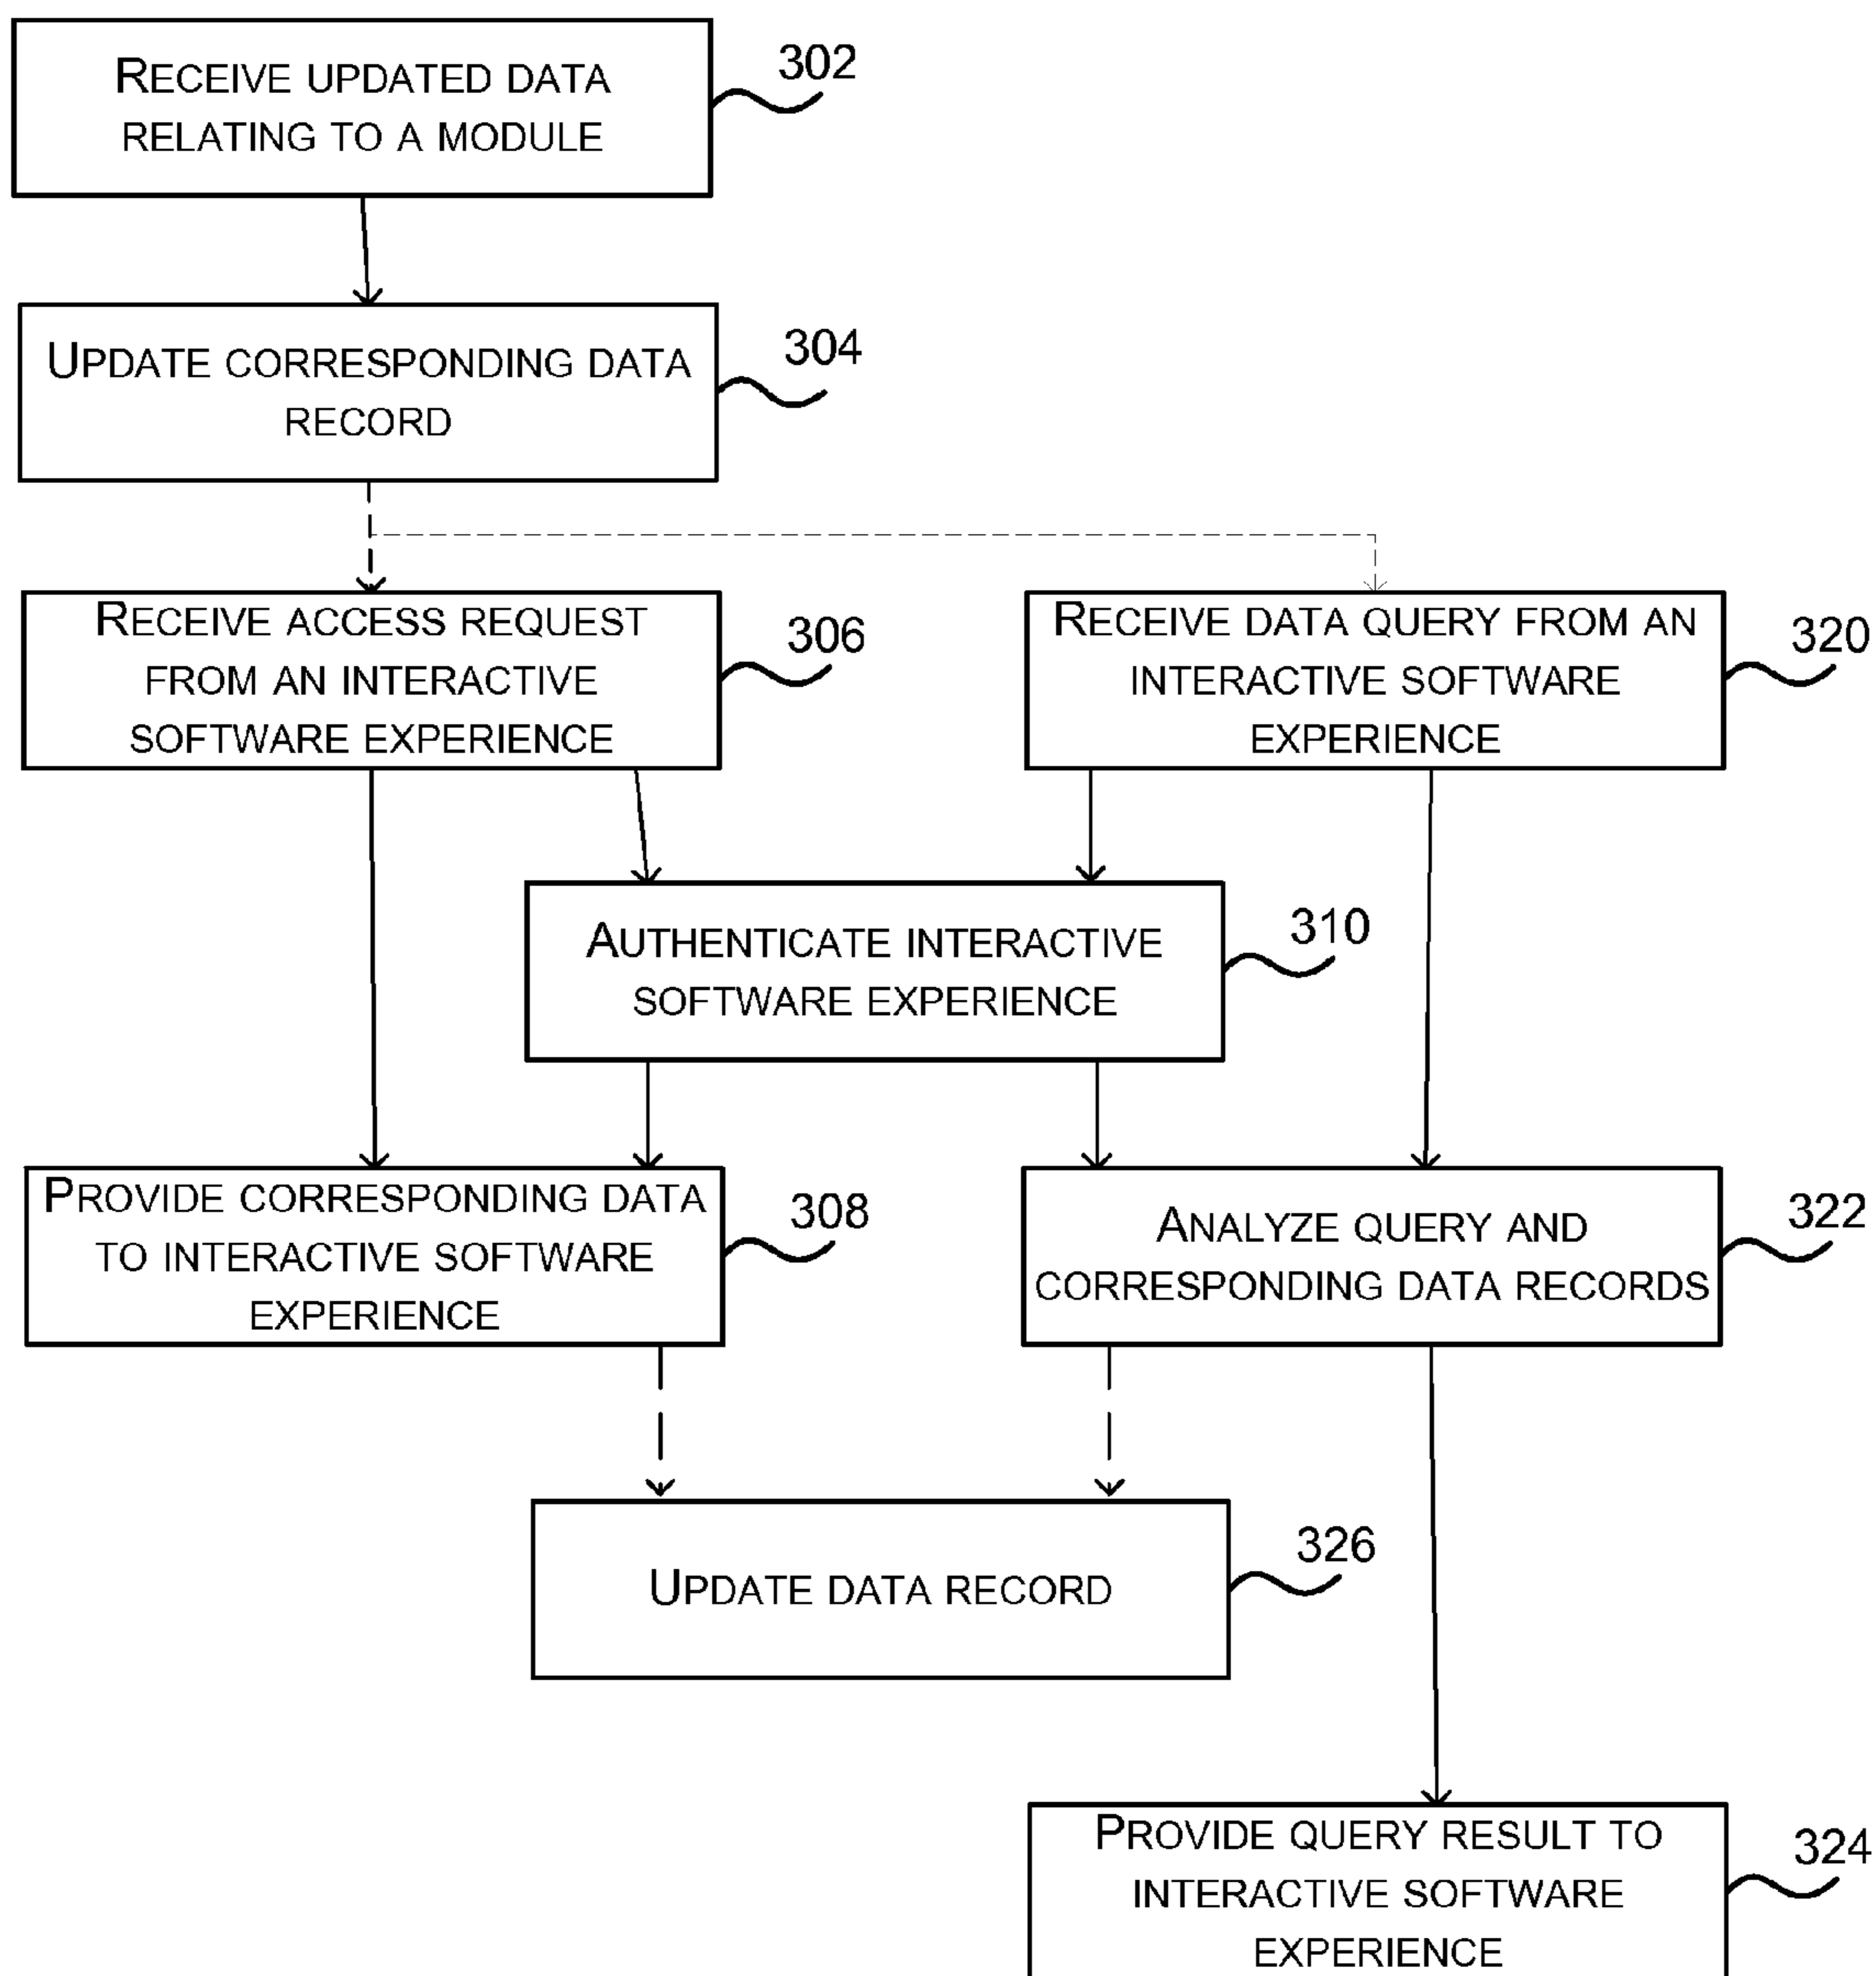 RECEIVE UPDATED DATA
RELATING TO A MODULE
302
UPDATE CORRESPONDING DATA
RECORD
304
RECEIVE ACCESS REQUEST
FROM AN INTERACTIVE
SOFTWARE EXPERIENCE
306
RECEIVE DATA QUERY FROM AN
INTERACTIVE SOFTWARE
EXPERIENCE
320
AUTHENTICATE INTERACTIVE
SOFTWARE EXPERIENCE
310
PROVIDE CORRESPONDING DATA
TO INTERACTIVE SOFTWARE
EXPERIENCE
308
ANALYZE QUERY AND
CORRESPONDING DATA RECORDS
322
UPDATE DATA RECORD
326
PROVIDE QUERY RESULT TO
INTERACTIVE SOFTWARE
EXPERIENCE
324